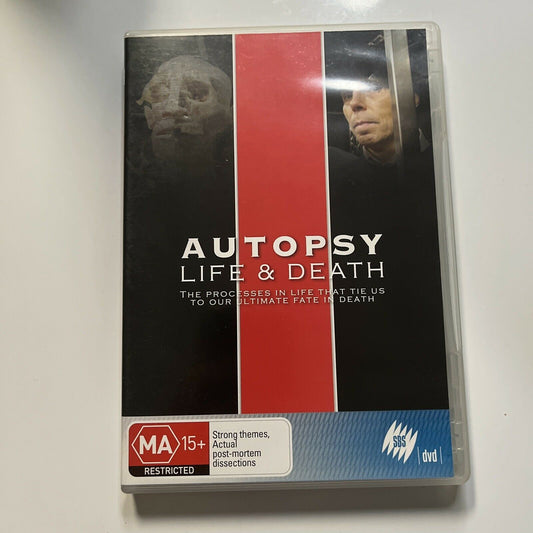 AUTOPSY
LIFE & DEATH
THE PROCESSES IN LIFE THAT TIE US
TO OUR ULTIMATE FATE IN DEATH
MA 15+
RESTRICTED
Strong themes,
Actual
post-mortem
dissections
SBS
dvd